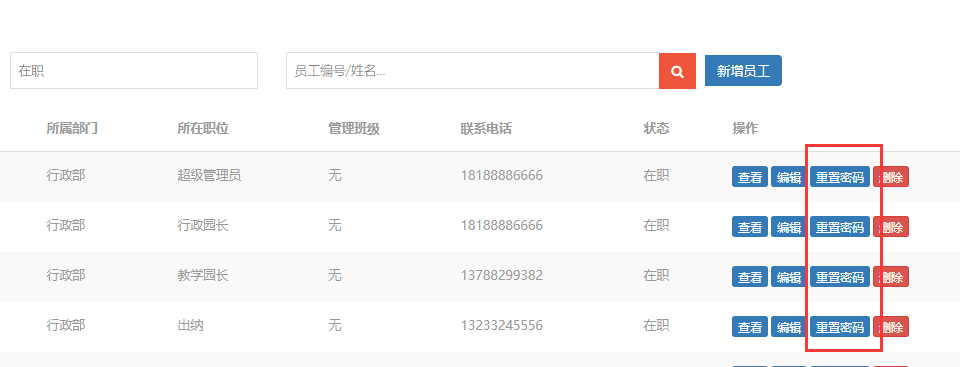 在职 员工编号/姓名... 新增员工
所属部门 所在职位 管理班级 联系电话 状态 操作
行政部 超级管理员 无 18188886666 在职 查看 编辑 重置密码 删除
行政部 行政园长 无 18188886666 在职 查看 编辑 重置密码 删除
行政部 教学园长 无 13788299382 在职 查看 编辑 重置密码 删除
行政部 出纳 无 13233245556 在职 查看 编辑 重置密码 删除